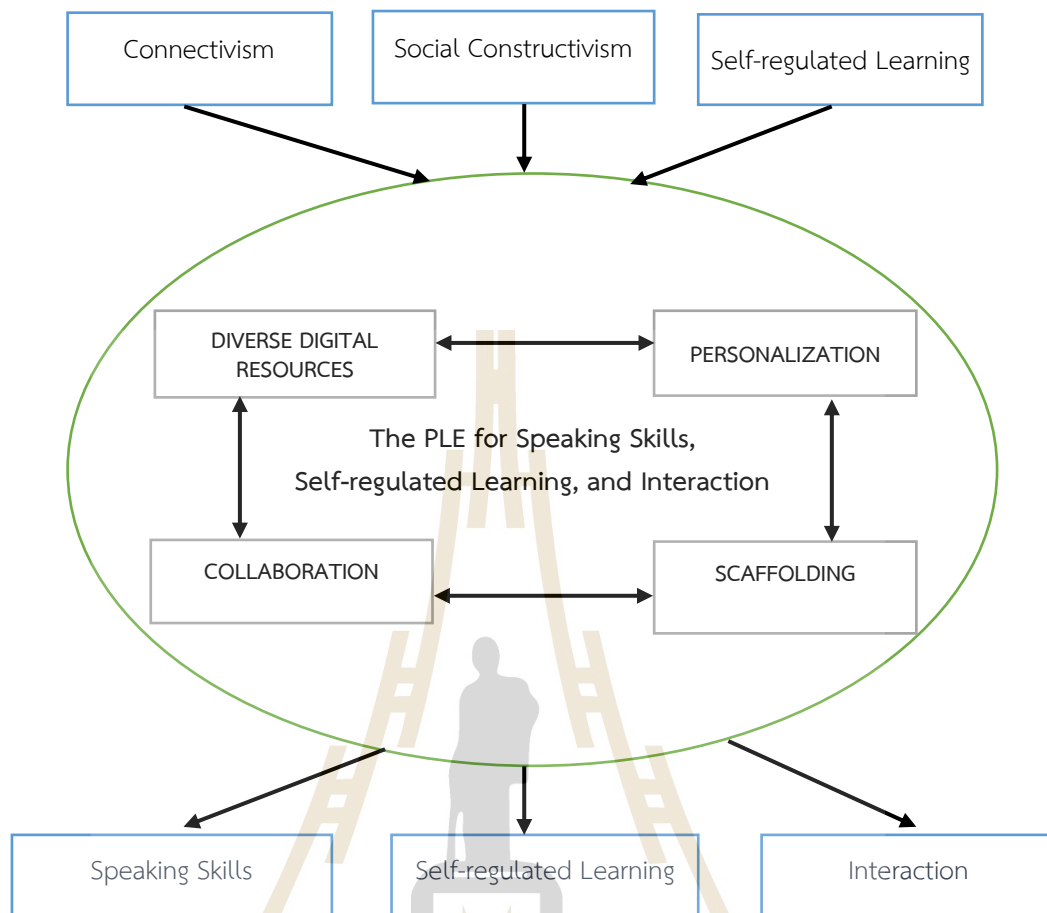 Connectivism
Social Constructivism
Self-regulated Learning
DIVERSE DIGITAL
RESOURCES
PERSONALIZATION
The PLE for Speaking Skills,
Self-regulated Learning, and Interaction
COLLABORATION
SCAFFOLDING
Speaking Skills
Self-regulated Learning
Interaction